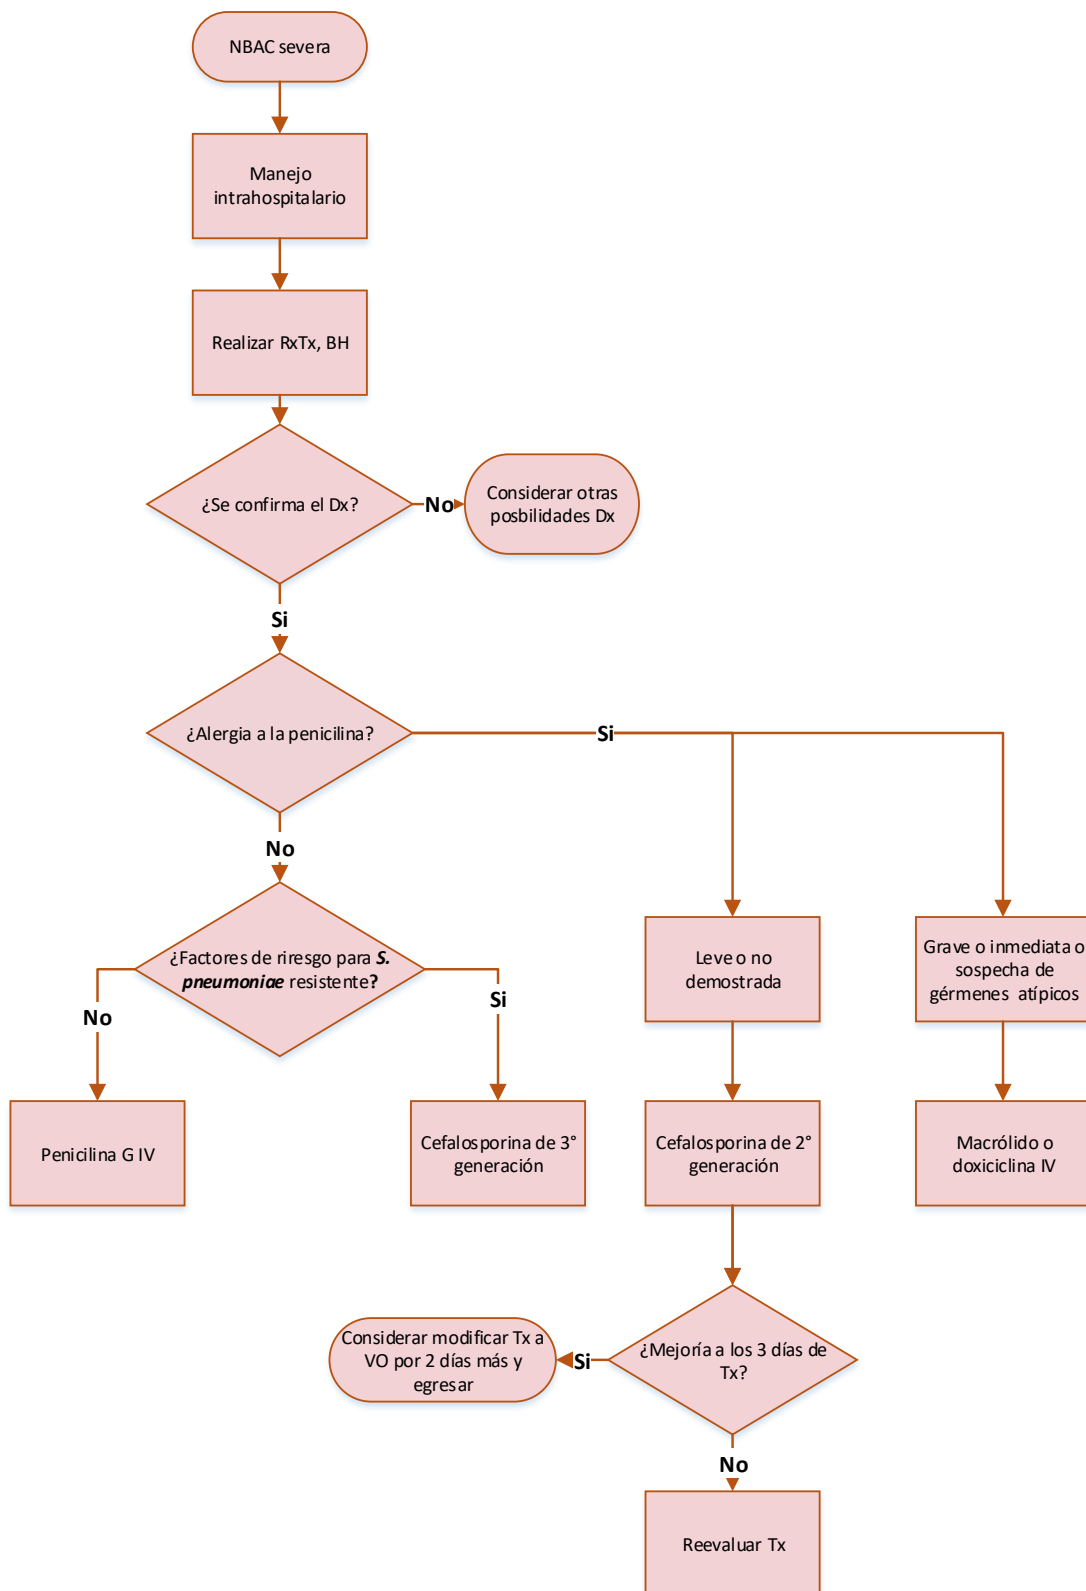 NBAC severa
Manejo
intrahospitalario
Realizar RxTx, BH
¿Se confirma el Dx?
No
Considerar otras
posbilidades Dx
Si
¿Alergia a la penicilina?
Si
No
¿Factores de riresgo para S.
pneumoniae resistente?
No
Si
Leve o no
demostrada
Grave o inmediata o
sospecha de
gérmenes atípicos
Penicilina G IV
Cefalosporina de 3°
generación
Cefalosporina de 2°
generación
Macrólido o
doxiciclina IV
¿Mejoría a los 3 días de
Tx?
Si
Considerar modificar Tx a
VO por 2 días más y
egresar
No
Reevaluar Tx